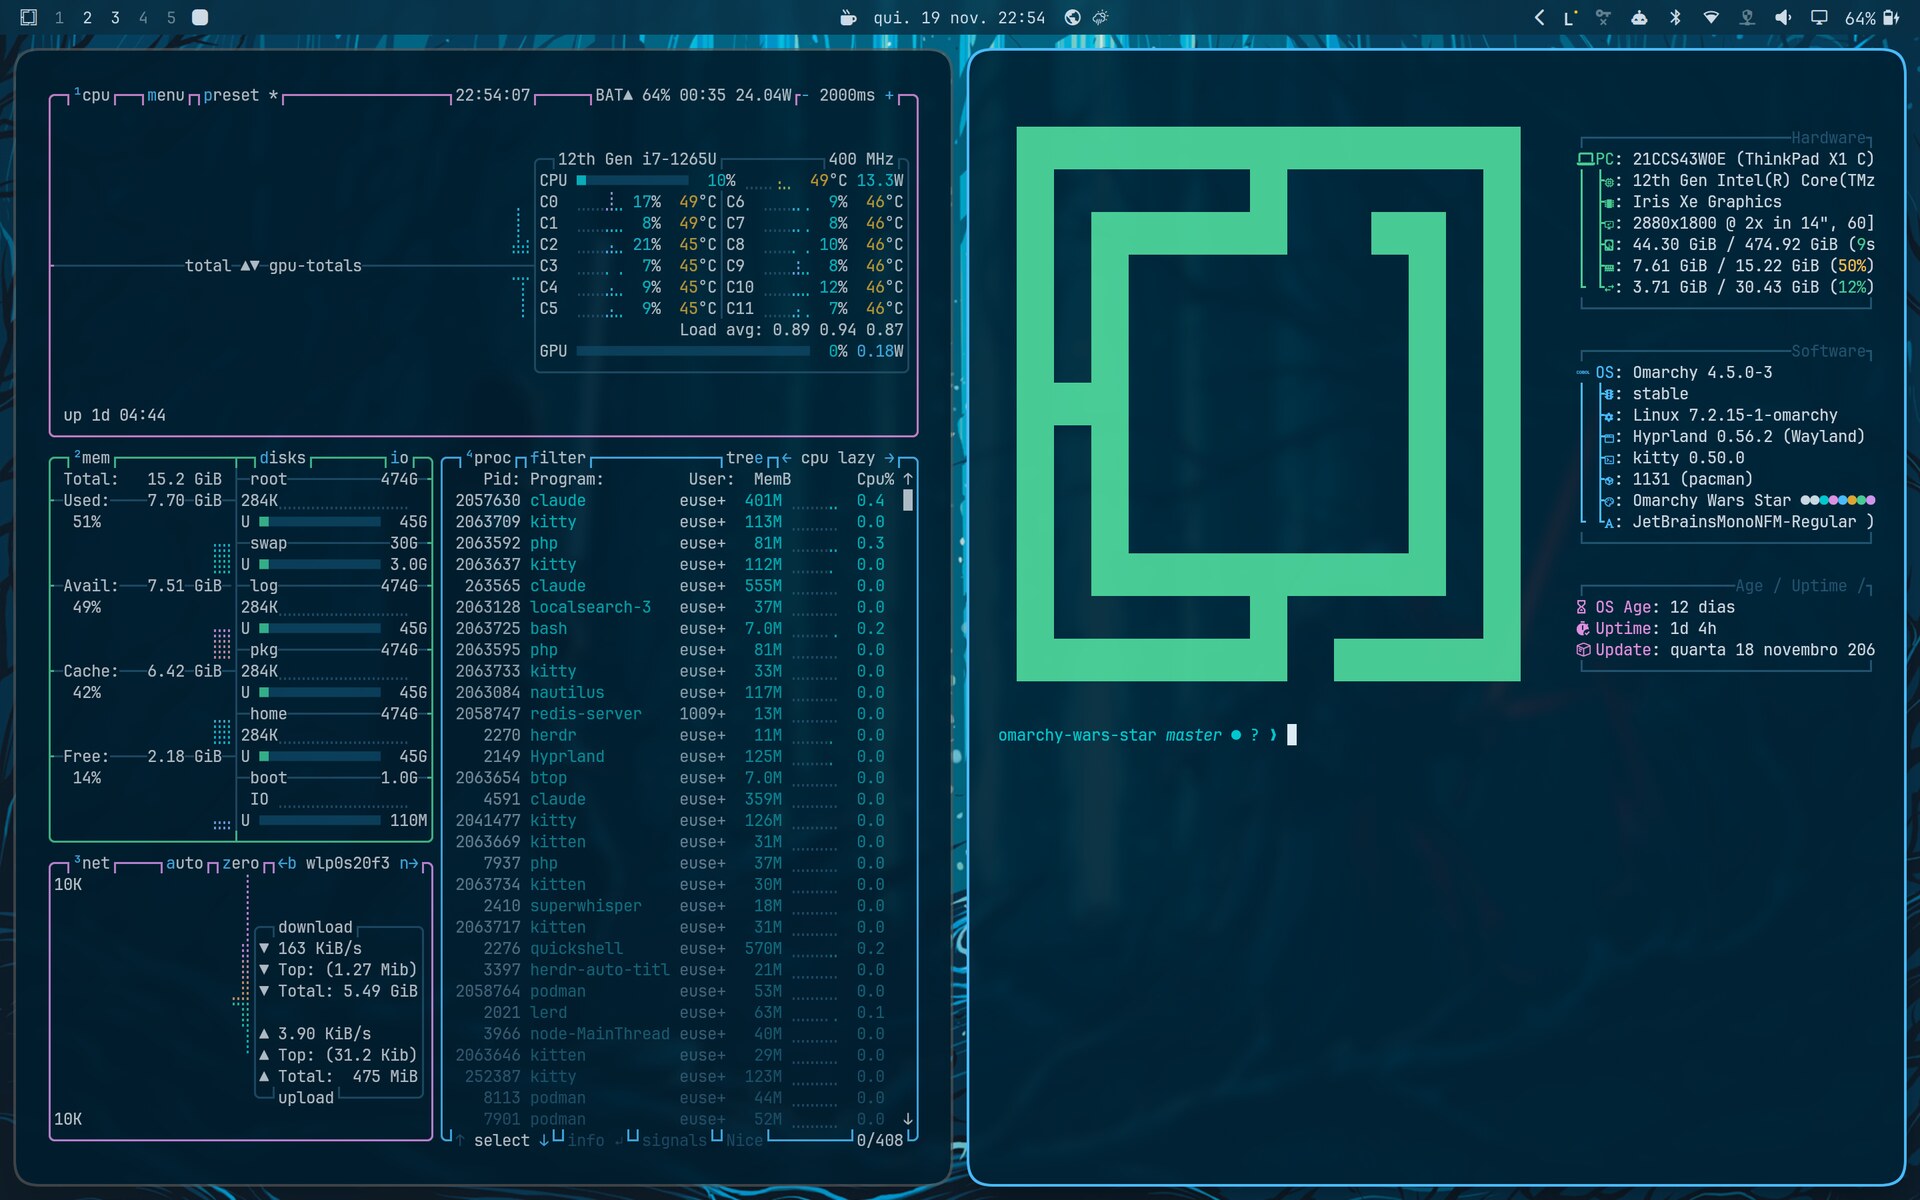 1 2 3 4 5
qui. 19 nov. 22:54
L 64%
¹cpu menu preset * 22:54:07 BAT▲ 64% 00:35 24.04W - 2000ms +
12th Gen i7-1265U 400 MHz
CPU 10% 49°C 13.3W
C0 17% 49°C C6 9% 46°C
C1 8% 49°C C7 8% 46°C
C2 21% 45°C C8 10% 46°C
total ▲▼ gpu-totals
C3 7% 45°C C9 8% 46°C
C4 9% 45°C C10 12% 46°C
C5 9% 45°C C11 7% 46°C
Load avg: 0.89 0.94 0.87
GPU 0% 0.18W
up 1d 04:44
²mem disks io
Total: 15.2 GiB
Used: 7.70 GiB
51%
Avail: 7.51 GiB
49%
Cache: 6.42 GiB
42%
Free: 2.18 GiB
14%
root 474G
284K
U 45G
swap 30G
U 3.0G
log 474G
284K
U 45G
pkg 474G
284K
U 45G
home 474G
284K
U 45G
boot 1.0G
IO
U 110M
³net auto zero ←b wlp0s20f3 n→
10K
download
▼ 163 KiB/s
▼ Top: (1.27 Mib)
▼ Total: 5.49 GiB
▲ 3.90 KiB/s
▲ Top: (31.2 Kib)
▲ Total: 475 MiB
upload
10K
⁴proc filter tree ← cpu lazy →
Pid: Program: User: MemB Cpu% ↑
2057630 claude euse+ 401M 0.4
2063709 kitty euse+ 113M 0.0
2063592 php euse+ 81M 0.3
2063637 kitty euse+ 112M 0.0
263565 claude euse+ 555M 0.0
2063128 localsearch-3 euse+ 37M 0.0
2063725 bash euse+ 7.0M 0.2
2063595 php euse+ 81M 0.0
2063733 kitty euse+ 33M 0.0
2063084 nautilus euse+ 117M 0.0
2058747 redis-server 1009+ 13M 0.0
2270 herdr euse+ 11M 0.0
2149 Hyprland euse+ 125M 0.0
2063654 btop euse+ 7.0M 0.0
4591 claude euse+ 359M 0.0
2041477 kitty euse+ 126M 0.0
2063669 kitten euse+ 31M 0.0
7937 php euse+ 37M 0.0
2063734 kitten euse+ 30M 0.0
2410 superwhisper euse+ 18M 0.0
2063717 kitten euse+ 31M 0.0
2276 quickshell euse+ 570M 0.2
3397 herdr-auto-titl euse+ 21M 0.0
2058764 podman euse+ 53M 0.0
2021 lerd euse+ 63M 0.1
3966 node-MainThread euse+ 40M 0.0
2063646 kitten euse+ 29M 0.0
252387 kitty euse+ 123M 0.0
8113 podman euse+ 44M 0.0
7901 podman euse+ 52M 0.0 ↓
↑ select ↓ info ↵ signals Nice 0/408
Hardware
PC: 21CCS43W0E (ThinkPad X1 C)
: 12th Gen Intel(R) Core(TMz
: Iris Xe Graphics
: 2880x1800 @ 2x in 14", 60]
: 44.30 GiB / 474.92 GiB (9s
: 7.61 GiB / 15.22 GiB (50%)
: 3.71 GiB / 30.43 GiB (12%)
Software
OS: Omarchy 4.5.0-3
: stable
: Linux 7.2.15-1-omarchy
: Hyprland 0.56.2 (Wayland)
: kitty 0.50.0
: 1131 (pacman)
: Omarchy Wars Star
: JetBrainsMonoNFM-Regular )
Age / Uptime /
OS Age: 12 dias
Uptime: 1d 4h
Update: quarta 18 novembro 206
omarchy-wars-star master ● ? ❯